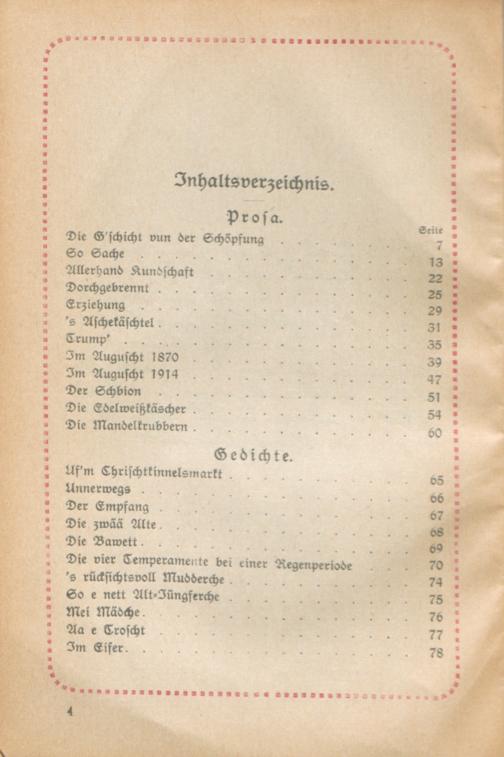 Inhaltsverzeichnis.
Prosa.
Seite
Die G'schicht vun der Schöpfung . . . . . . . 7
So Sache . . . . . . . . . . . . . 13
Allerhand Kundschaft . . . . . . . . . . 22
Dorchgebrennt . . . . . . . . . . . . 25
Erziehung . . . . . . . . . . . . . 29
's Aschekäschtel . . . . . . . . . . . . 31
Trump' . . . . . . . . . . . . . . 35
Im Auguscht 1870 . . . . . . . . . . . 39
Im Auguscht 1914 . . . . . . . . . . . 47
Der Schbion . . . . . . . . . . . . 51
Die Edelweißkäscher . . . . . . . . . . 54
Die Mandelkrubbern . . . . . . . . . . 60
Gedichte.
Uf'm Chrischtkinnelsmarkt . . . . . . . . . 65
Unnerwegs . . . . . . . . . . . . . 66
Der Empfang . . . . . . . . . . . . 67
Die zwää Alte . . . . . . . . . . . . 68
Die Bawett . . . . . . . . . . . . . 69
Die vier Temperamente bei einer Regenperiode . . . 70
's rücksichtsvoll Mudderche . . . . . . . . . 74
So e nett Alt-Jüngferche . . . . . . . . . 75
Mei Mädche . . . . . . . . . . . . . 76
Aa e Troscht . . . . . . . . . . . . 77
Im Eifer . . . . . . . . . . . . . . 78
4